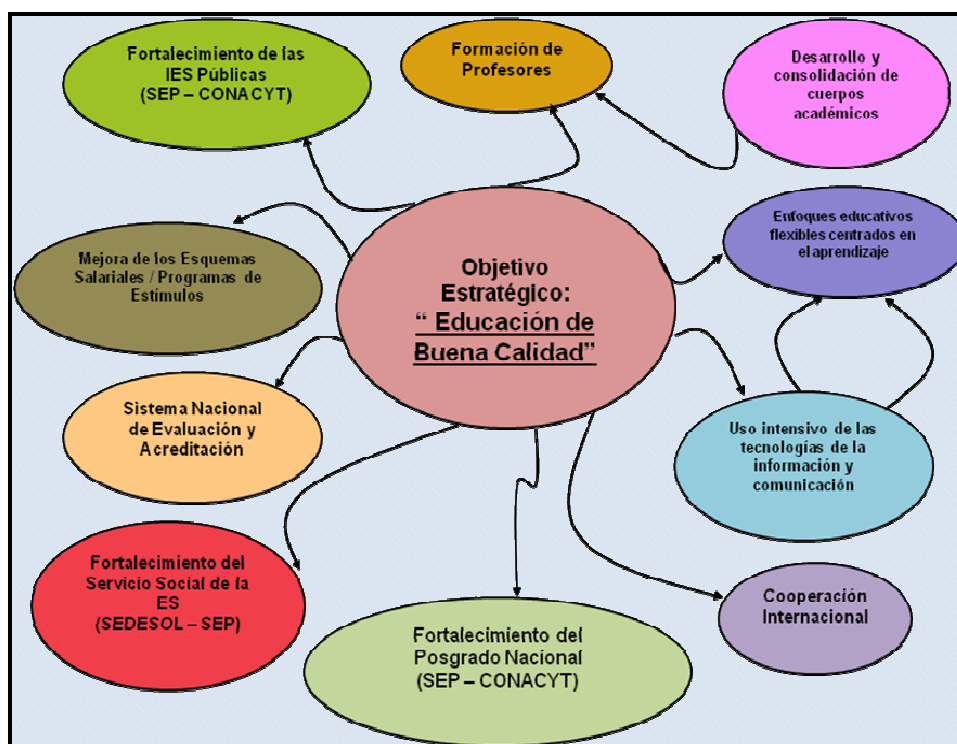 Fortalecimiento de las
IES Públicas
(SEP – CONACYT)
Formación de
Profesores
Desarrollo y
consolidación de
cuerpos
académicos
Mejora de los Esquemas
Salariales / Programas de
Estímulos
Objetivo
Estratégico:
“ Educación de
Buena Calidad”
Enfoques educativos
flexibles centrados en
el aprendizaje
Sistema Nacional
de Evaluación y
Acreditación
Uso intensivo de las
tecnologías de la
información y
comunicación
Fortalecimiento del
Servicio Social de la
ES
(SEDESOL – SEP)
Fortalecimiento del
Posgrado Nacional
(SEP – CONACYT)
Cooperación
Internacional